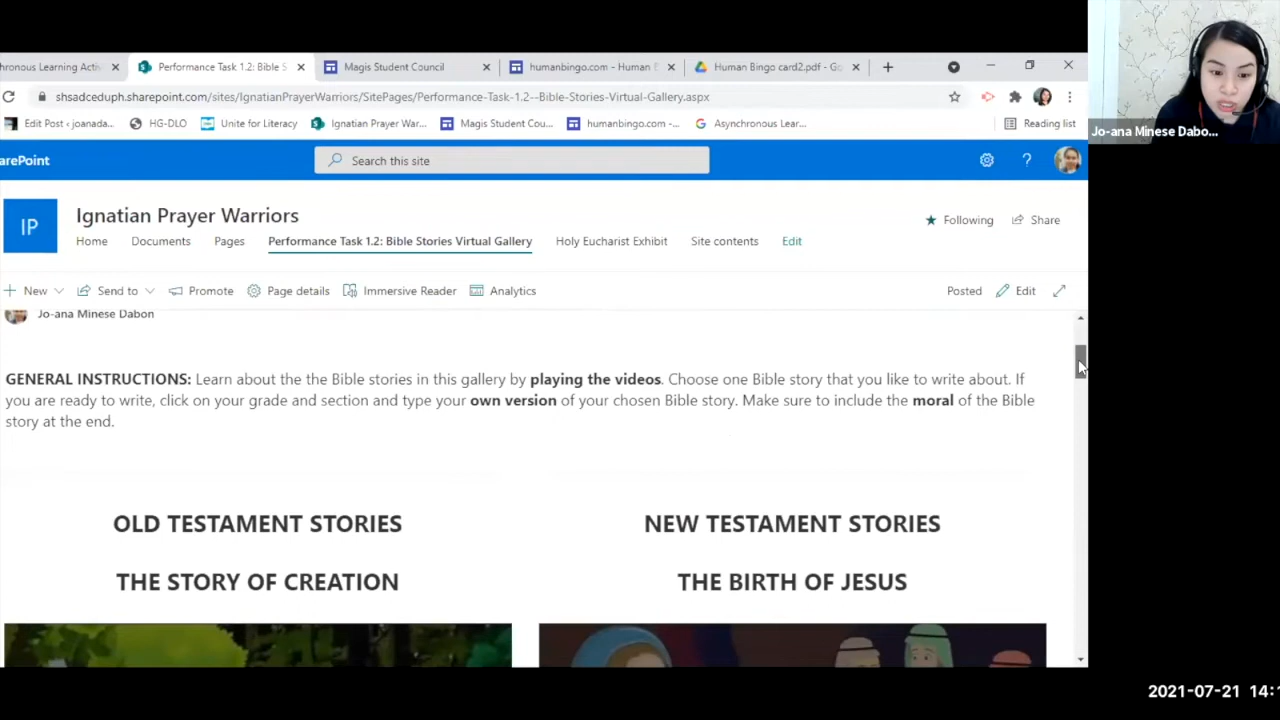 chronous Learning Acti
Performance Task 1.2: Bible S
Magis Student Council
humanbingo.com - Human B
Human Bingo card2.pdf - Go
shsadceduph.sharepoint.com/sites/IgnatianPrayerWarriors/SitePages/Performance-Task-1.2--Bible-Stories-Virtual-Gallery.aspx
Edit Post ‹ joanada...
HG-DLO
Unite for Literacy
Ignatian Prayer War...
Magis Student Cou...
humanbingo.com -...
Asynchronous Lear...
Reading list
Jo-ana Minese Dabo...
arePoint
Search this site
?
IP
Ignatian Prayer Warriors
Following
Share
Home
Documents
Pages
Performance Task 1.2: Bible Stories Virtual Gallery
Holy Eucharist Exhibit
Site contents
Edit
New
Send to
Promote
Page details
Immersive Reader
Analytics
Posted
Edit
Jo-ana Minese Dabon
GENERAL INSTRUCTIONS: Learn about the the Bible stories in this gallery by playing the videos. Choose one Bible story that you like to write about. If
you are ready to write, click on your grade and section and type your own version of your chosen Bible story. Make sure to include the moral of the Bible
story at the end.
OLD TESTAMENT STORIES
NEW TESTAMENT STORIES
THE STORY OF CREATION
THE BIRTH OF JESUS
2021-07-21 14: